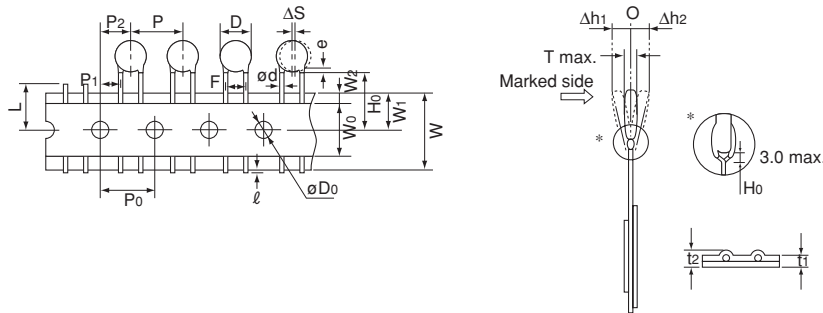 P2 P D ΔS
e
P1 F ød W2 H0 W1
L W0 W
P0 ℓ øD0
Δh1 O Δh2
T max.
Marked side
* *
3.0 max.
H0
t2 t1